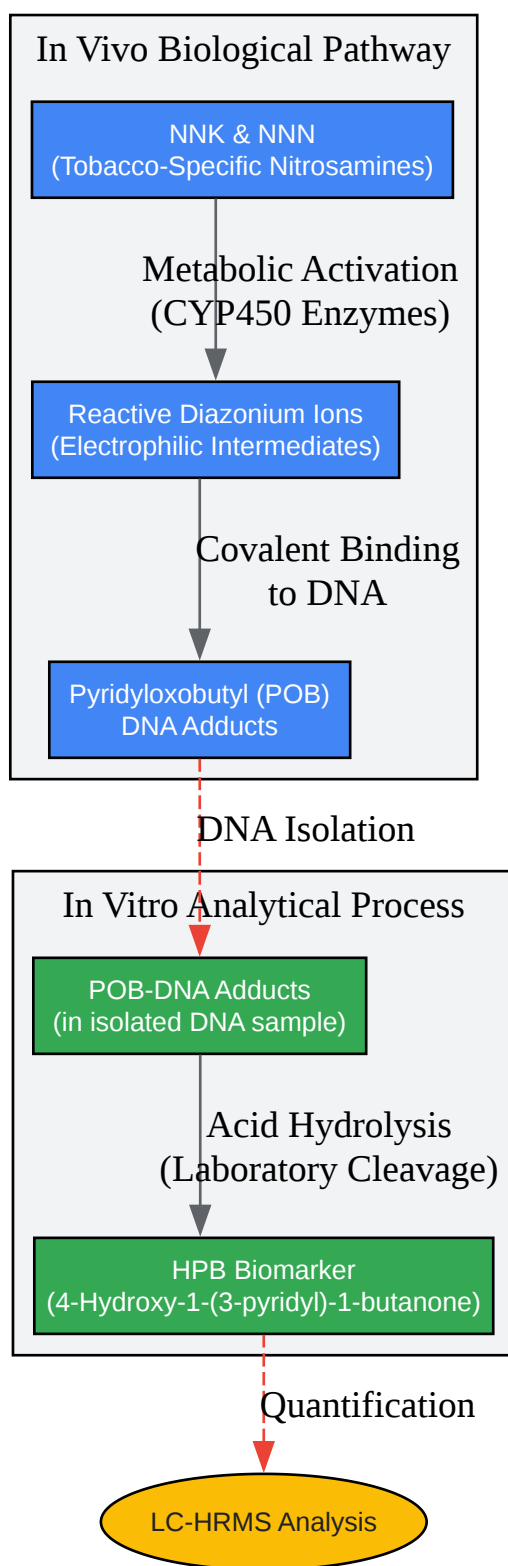 In Vivo Biological Pathway
NNK & NNN
(Tobacco-Specific Nitrosamines)
Metabolic Activation
(CYP450 Enzymes)
Reactive Diazonium Ions
(Electrophilic Intermediates)
Covalent Binding
to DNA
Pyridyloxobutyl (POB)
DNA Adducts
DNA Isolation
In Vitro Analytical Process
POB-DNA Adducts
(in isolated DNA sample)
Acid Hydrolysis
(Laboratory Cleavage)
HPB Biomarker
(4-Hydroxy-1-(3-pyridyl)-1-butanone)
Quantification
LC-HRMS Analysis